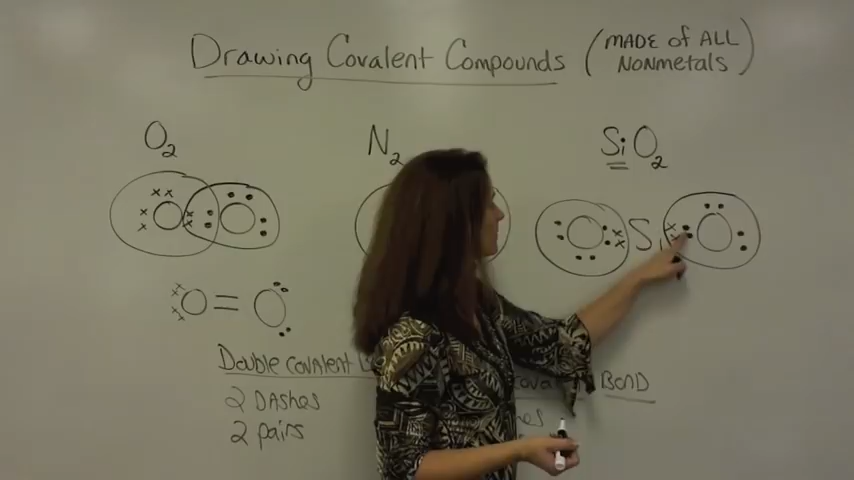 Drawing Covalent Compounds (MADE of ALL
NonmetaLs)
O₂
N₂
SiO₂
Si
O = O
Double covalent
BOND
2 DAshes
2 pairs